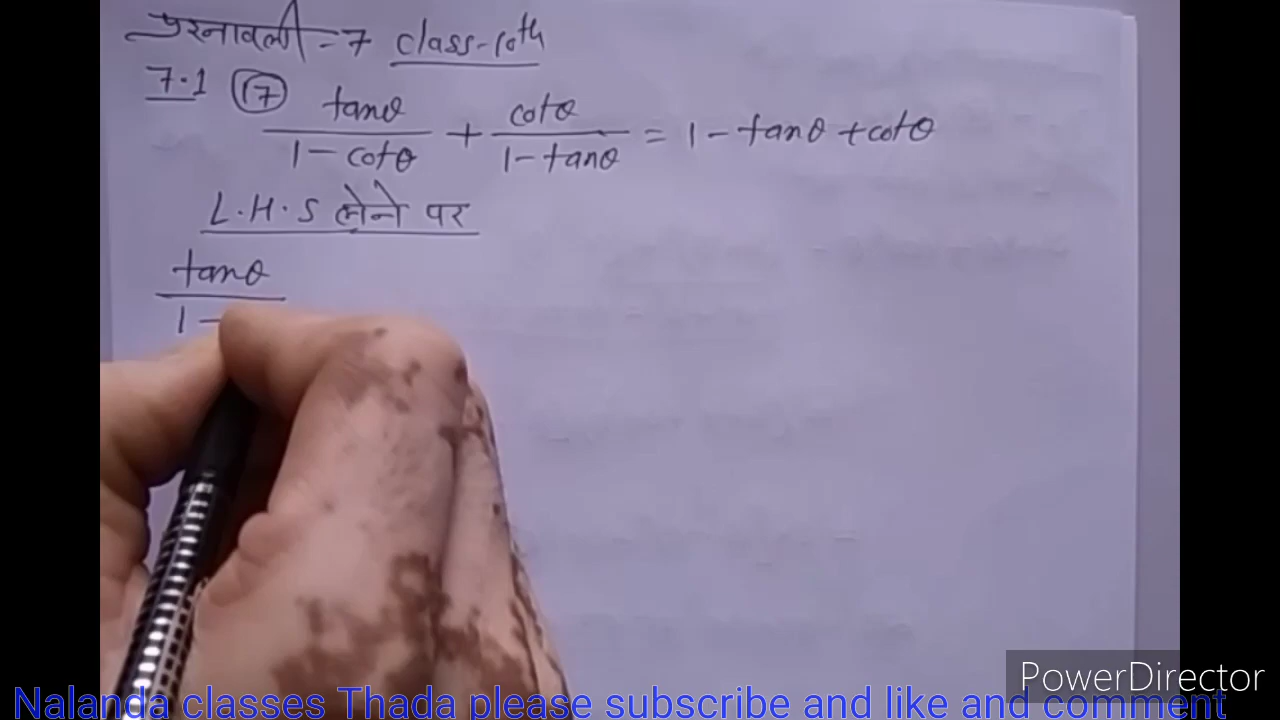 प्रश्नावली - 7 class-10th
7.1 (17) tanθ / 1 - cotθ + cotθ / 1 - tanθ = 1 - tanθ + cotθ
L.H.S लेने पर
tanθ
1 -
PowerDirector
Nalanda classes Thada please subscribe and like and comment